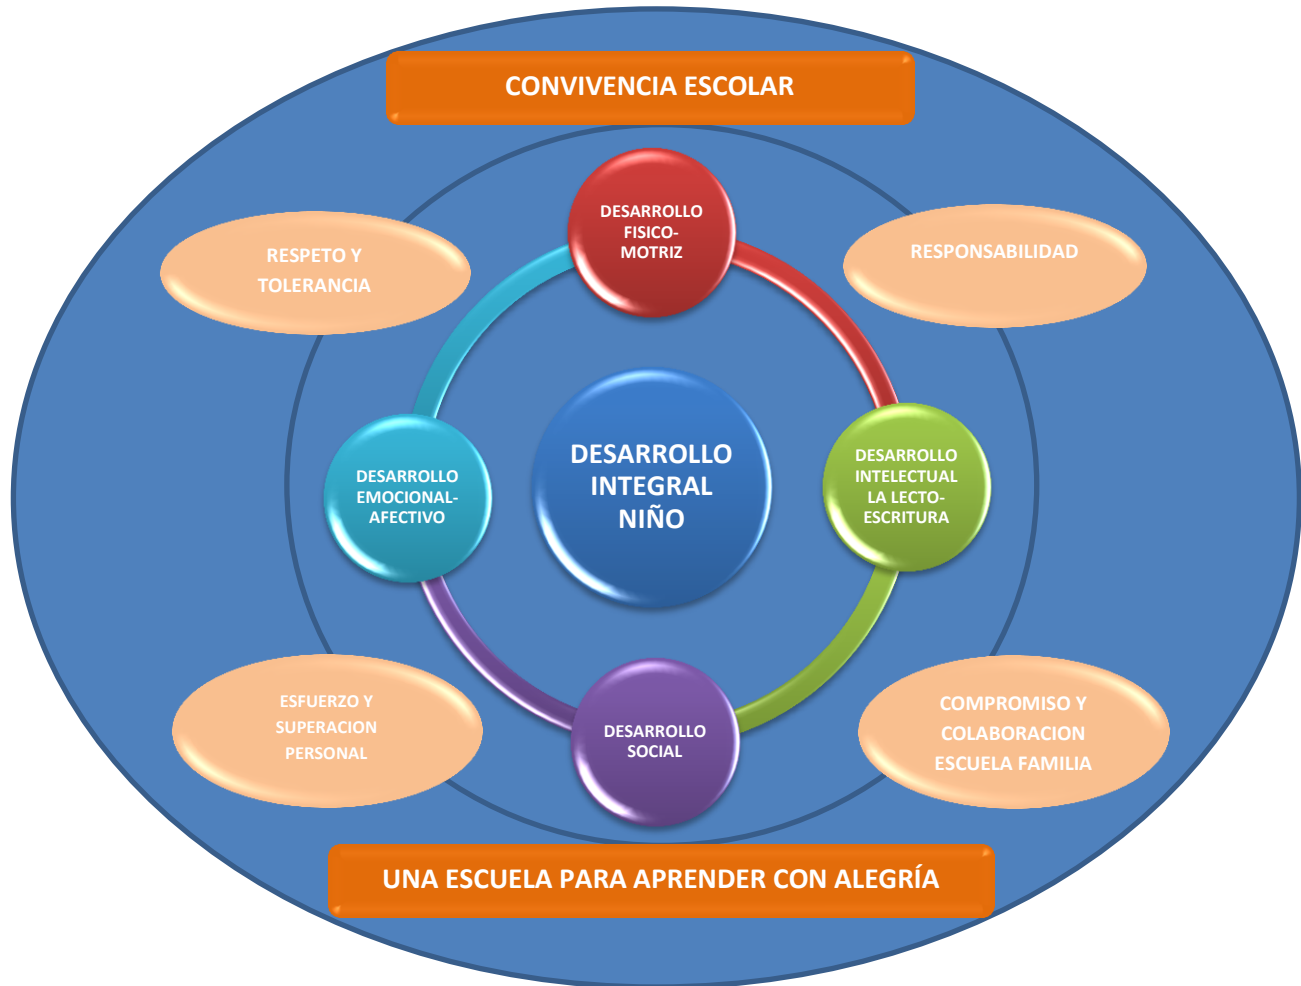 CONVIVENCIA ESCOLAR
DESARROLLO
FISICO-
MOTRIZ
RESPETO Y
TOLERANCIA
RESPONSABILIDAD
DESARROLLO
EMOCIONAL-
AFECTIVO
DESARROLLO
INTEGRAL
NIÑO
DESARROLLO
INTELECTUAL
LA LECTO-
ESCRITURA
ESFUERZO Y
SUPERACION
PERSONAL
DESARROLLO
SOCIAL
COMPROMISO Y
COLABORACION
ESCUELA FAMILIA
UNA ESCUELA PARA APRENDER CON ALEGRÍA